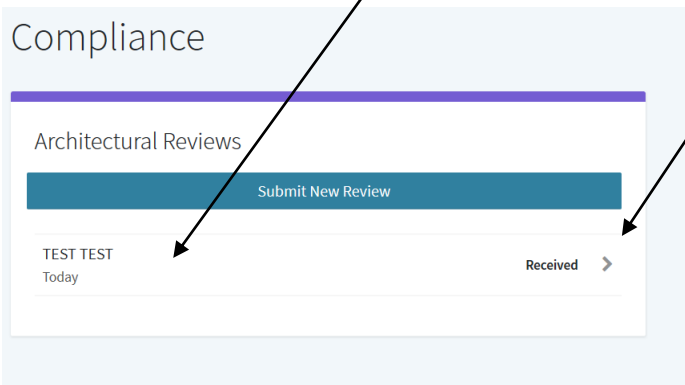 Compliance
Architectural Reviews
Submit New Review
TEST TEST
Today
Received